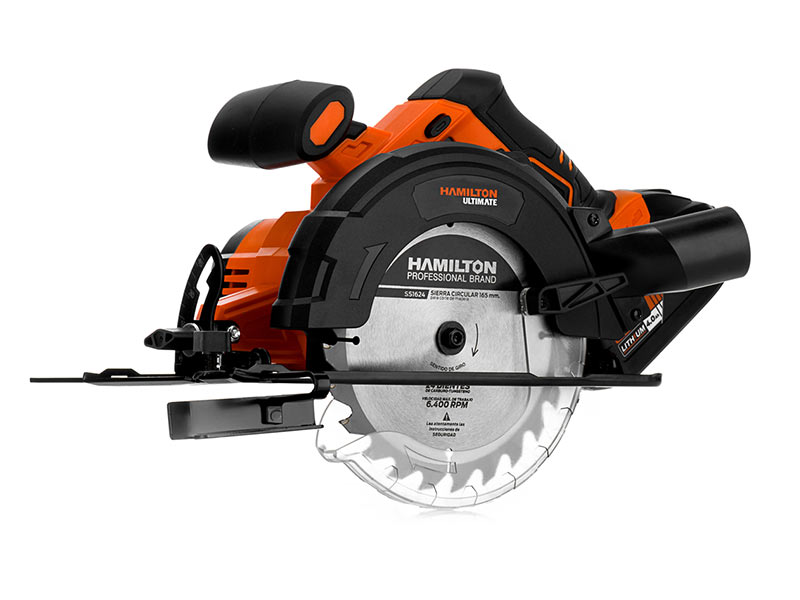 HAMILTON
ULTIMATE
HAMILTON
PROFESSIONAL BRAND
SS1624
SIERRA CIRCULAR 165 mm.
para corte de madera
SENTIDO DE GIRO
24 DIENTES
DE CARBURO TUNGSTENO
VELOCIDAD MAX. DE TRABAJO
6.400 RPM
Lea atentamente las
instrucciones de
SEGURIDAD
LITHIUM 4.0